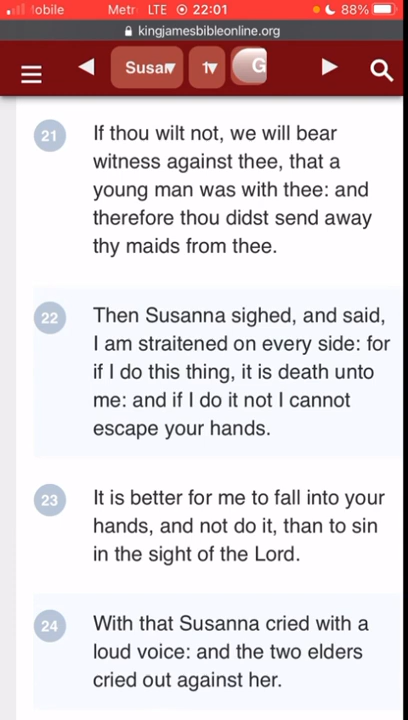 obile Metr LTE 22:01 88%
kingjamesbibleonline.org
Susar 1 G
21 If thou wilt not, we will bear
witness against thee, that a
young man was with thee: and
therefore thou didst send away
thy maids from thee.
22 Then Susanna sighed, and said,
I am straitened on every side: for
if I do this thing, it is death unto
me: and if I do it not I cannot
escape your hands.
23 It is better for me to fall into your
hands, and not do it, than to sin
in the sight of the Lord.
24 With that Susanna cried with a
loud voice: and the two elders
cried out against her.